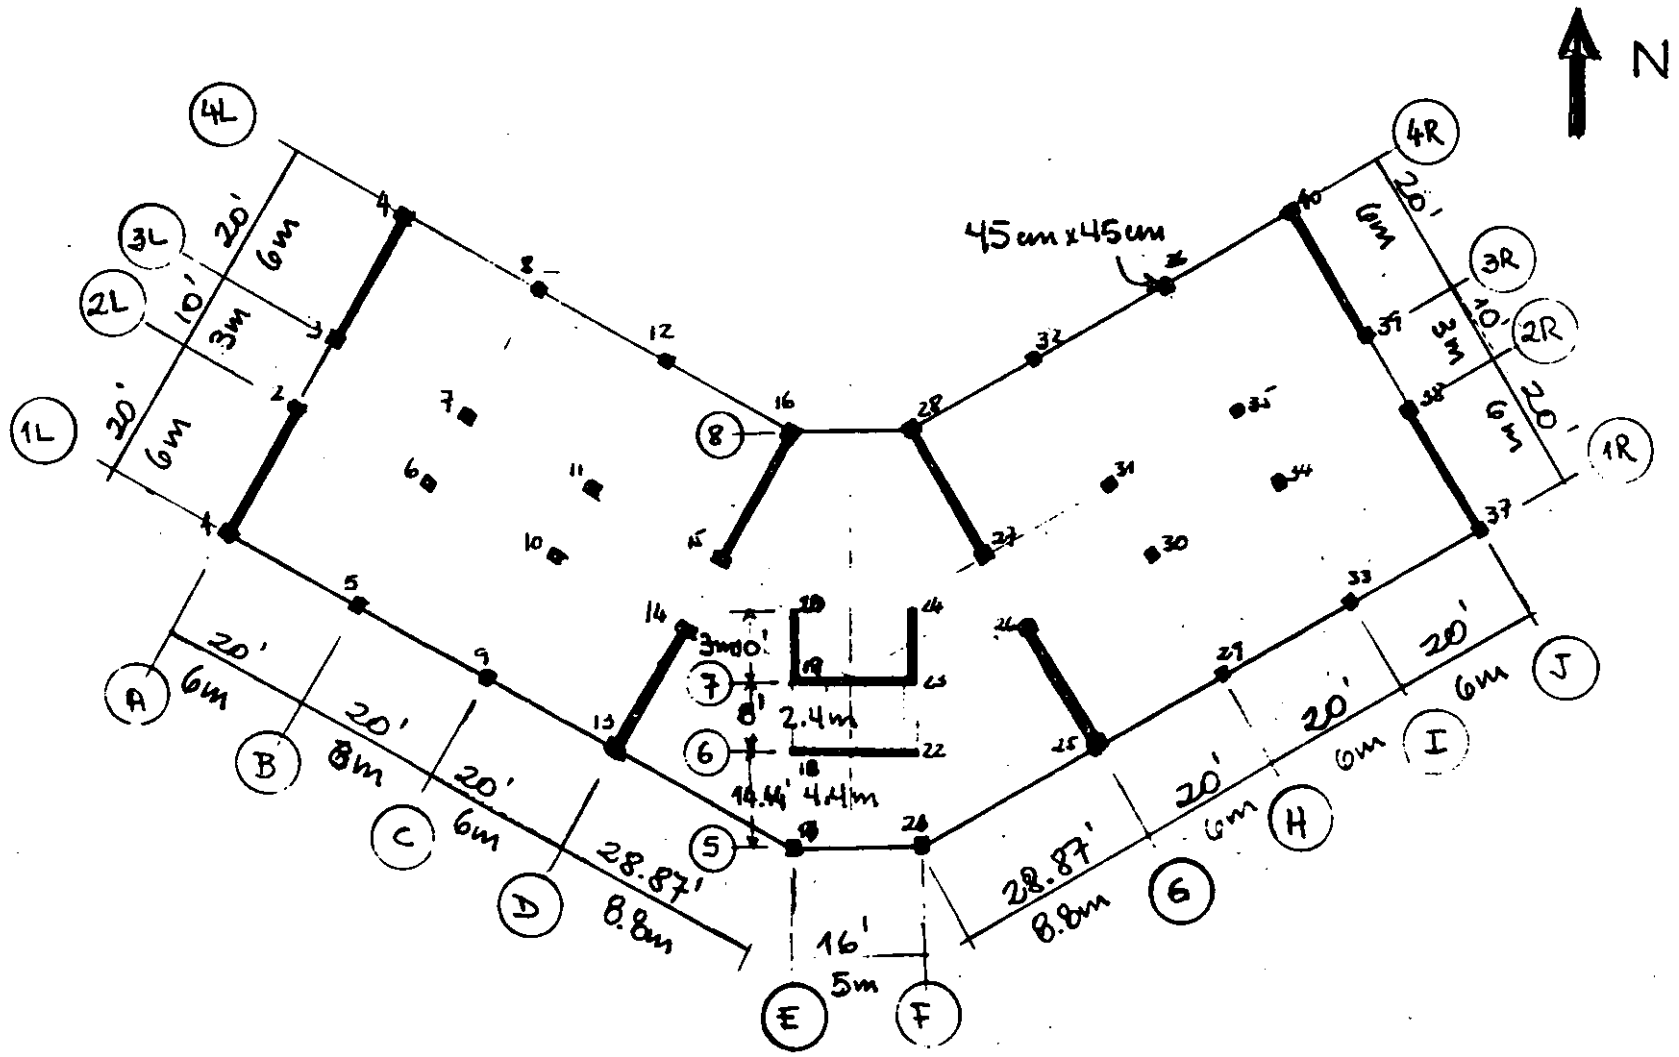 N
4L
4R
4
40
20'
6m
45cm x 45cm
6m
20'
3L
3R
8
2L
10'
3m
3
12
32
39
3m
10'
2R
2
7
16
28
8
35
38
1L
20'
6m
6
11
31
34
6m
20'
1R
1
10
15
27
30
37
5
14
24
26
33
3m
10'
9
7
19
23
29
A
20'
6m
8'
2.4m
20'
6m
J
13
6
22
25
B
20'
8m
18
20'
6m
I
14.44'
4.4m
C
20'
6m
5
20'
6m
H
D
28.87'
8.8m
28.87'
8.8m
G
16'
5m
E
F